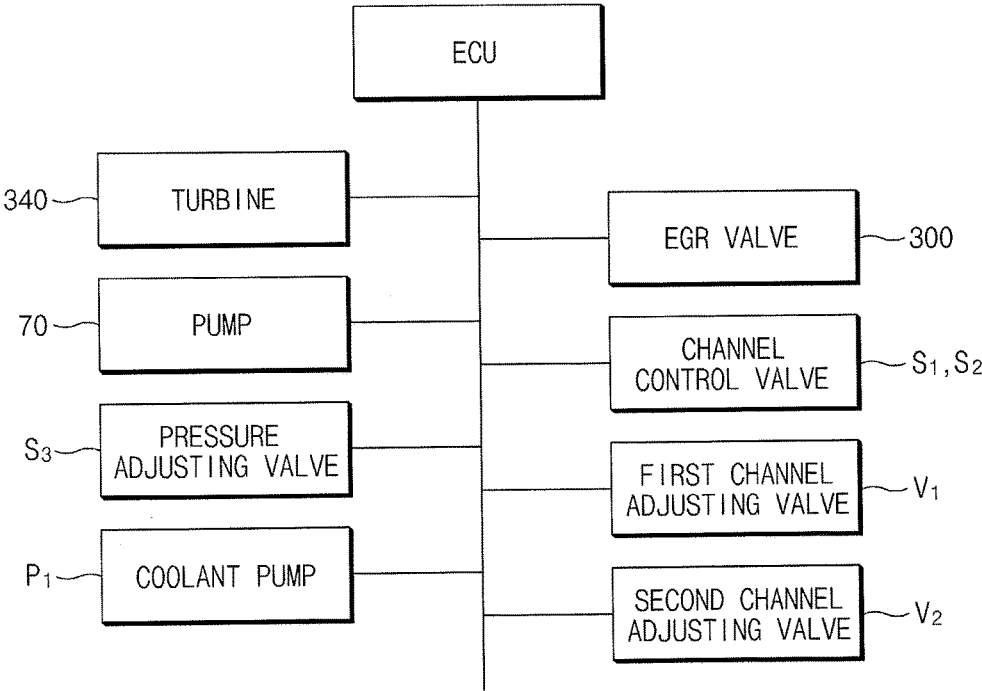 ECU
340
TURBINE
70
PUMP
S3
PRESSURE
ADJUSTING VALVE
P1
COOLANT PUMP
EGR VALVE
300
CHANNEL
CONTROL VALVE
S1,S2
FIRST CHANNEL
ADJUSTING VALVE
V1
SECOND CHANNEL
ADJUSTING VALVE
V2